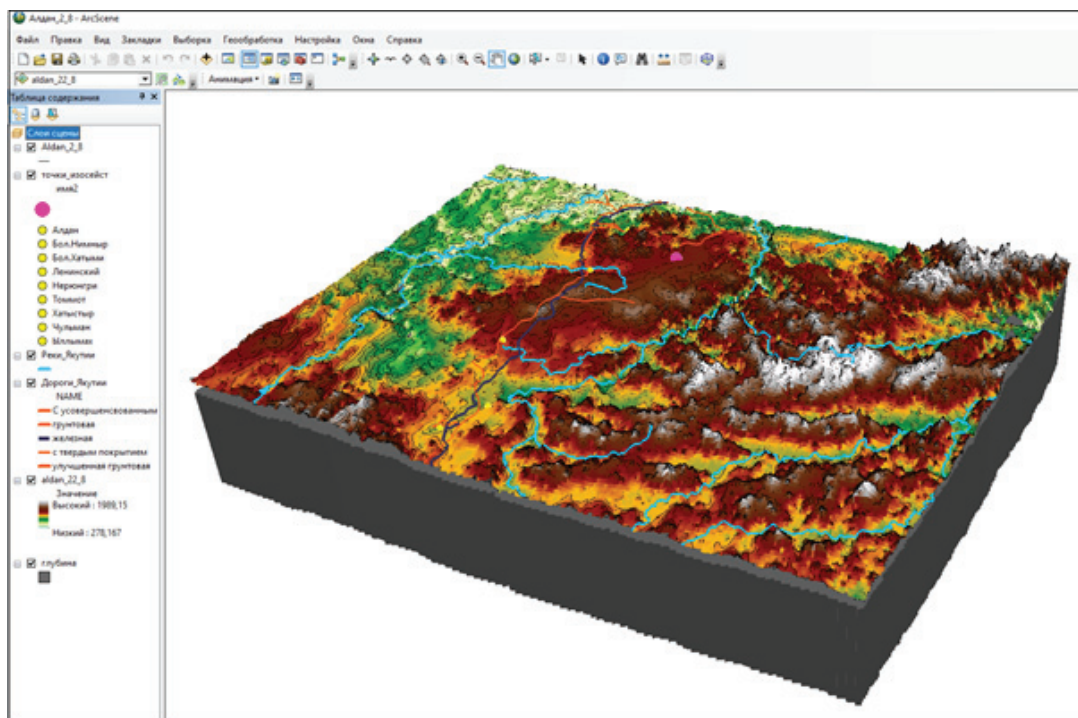 Алдан_2_8 - ArcScene
Файл Правка Вид Закладки Выборка Геообработка Настройка Окна Справка
aldan_22_8 Анимация
Таблица содержания
Слои сцены
Aldan_2_8
точки_изосейст
имя2
Алдан
Бол.Нимныр
Бол.Хатыми
Ленинский
Нерюнгри
Томмот
Хатыстыр
Чульман
Ыллымах
Реки_Якутии
Дороги_Якутии
NAME
С усовершенсвованным
грунтовая
железная
с твердым покрытием
улучшенная грунтовая
aldan_22_8
Значение
Высокий : 1989,15
Низкий : 278,167
глубина